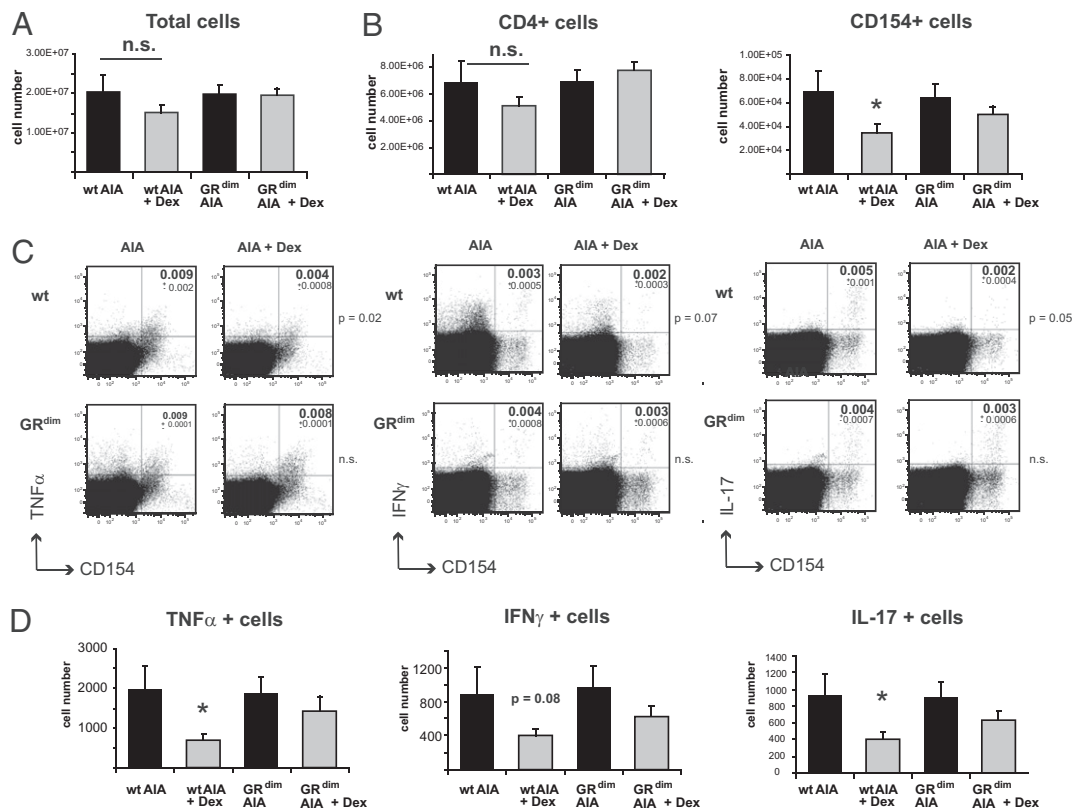 A
Total cells
n.s.
cell number
3.00E+07
2.00E+07
1.00E+07
wt AIA
wt AIA
+ Dex
GR dim
AIA
GR dim
AIA + Dex
B
CD4+ cells
n.s.
cell number
8.00E+06
6.00E+06
4.00E+06
2.00E+06
wt AIA
wt AIA
+ Dex
GR dim
AIA
GR dim
AIA + Dex
CD154+ cells
cell number
1.00E+05
8.00E+04
6.00E+04
4.00E+04
2.00E+04
*
wt AIA
wt AIA
+ Dex
GR dim
AIA
GR dim
AIA + Dex
C
AIA
AIA + Dex
wt
0.009
0.002
0.004
0.0008
p = 0.02
GRdim
0.009
0.0001
0.008
0.0001
n.s.
TNFα
CD154
AIA
AIA + Dex
wt
0.003
0.0005
0.002
0.0003
p = 0.07
GRdim
0.004
0.0008
0.003
0.0006
n.s.
IFNγ
CD154
AIA
AIA + Dex
wt
0.005
0.001
0.002
0.0004
p = 0.05
GRdim
0.004
0.0007
0.003
0.0006
n.s.
IL-17
CD154
D
TNFα + cells
cell number
3000
2000
1000
*
wt AIA
wt AIA
+ Dex
GR dim
AIA
GR dim
AIA + Dex
IFNγ + cells
cell number
1200
800
400
p = 0.08
wt AIA
wt AIA
+ Dex
GR dim
AIA
GR dim
AIA + Dex
IL-17 + cells
cell number
1400
1200
1000
800
600
400
200
0
*
wt AIA
wt AIA
+ Dex
GR dim
AIA
GR dim
AIA + Dex